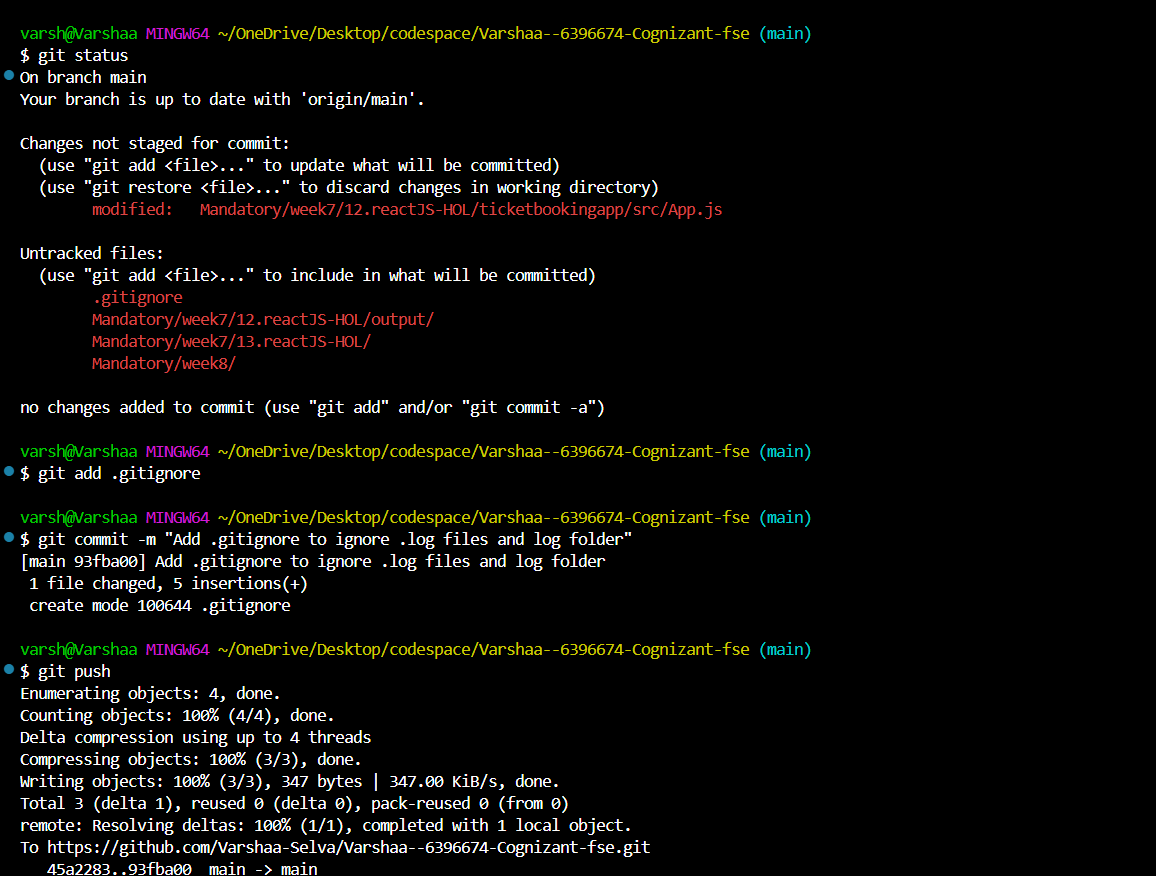 varsh@Varshaa MINGW64 ~/OneDrive/Desktop/codespace/Varshaa--6396674-Cognizant-fse (main)
$ git status
On branch main
Your branch is up to date with 'origin/main'.
Changes not staged for commit:
  (use "git add <file>..." to update what will be committed)
  (use "git restore <file>..." to discard changes in working directory)
        modified:   Mandatory/week7/12.reactJS-HOL/ticketbookingapp/src/App.js
Untracked files:
  (use "git add <file>..." to include in what will be committed)
        .gitignore
        Mandatory/week7/12.reactJS-HOL/output/
        Mandatory/week7/13.reactJS-HOL/
        Mandatory/week8/
no changes added to commit (use "git add" and/or "git commit -a")
varsh@Varshaa MINGW64 ~/OneDrive/Desktop/codespace/Varshaa--6396674-Cognizant-fse (main)
$ git add .gitignore
varsh@Varshaa MINGW64 ~/OneDrive/Desktop/codespace/Varshaa--6396674-Cognizant-fse (main)
$ git commit -m "Add .gitignore to ignore .log files and log folder"
[main 93fba00] Add .gitignore to ignore .log files and log folder
 1 file changed, 5 insertions(+)
 create mode 100644 .gitignore
varsh@Varshaa MINGW64 ~/OneDrive/Desktop/codespace/Varshaa--6396674-Cognizant-fse (main)
$ git push
Enumerating objects: 4, done.
Counting objects: 100% (4/4), done.
Delta compression using up to 4 threads
Compressing objects: 100% (3/3), done.
Writing objects: 100% (3/3), 347 bytes | 347.00 KiB/s, done.
Total 3 (delta 1), reused 0 (delta 0), pack-reused 0 (from 0)
remote: Resolving deltas: 100% (1/1), completed with 1 local object.
To https://github.com/Varshaa-Selva/Varshaa--6396674-Cognizant-fse.git
   45a2283..93fba00  main -> main